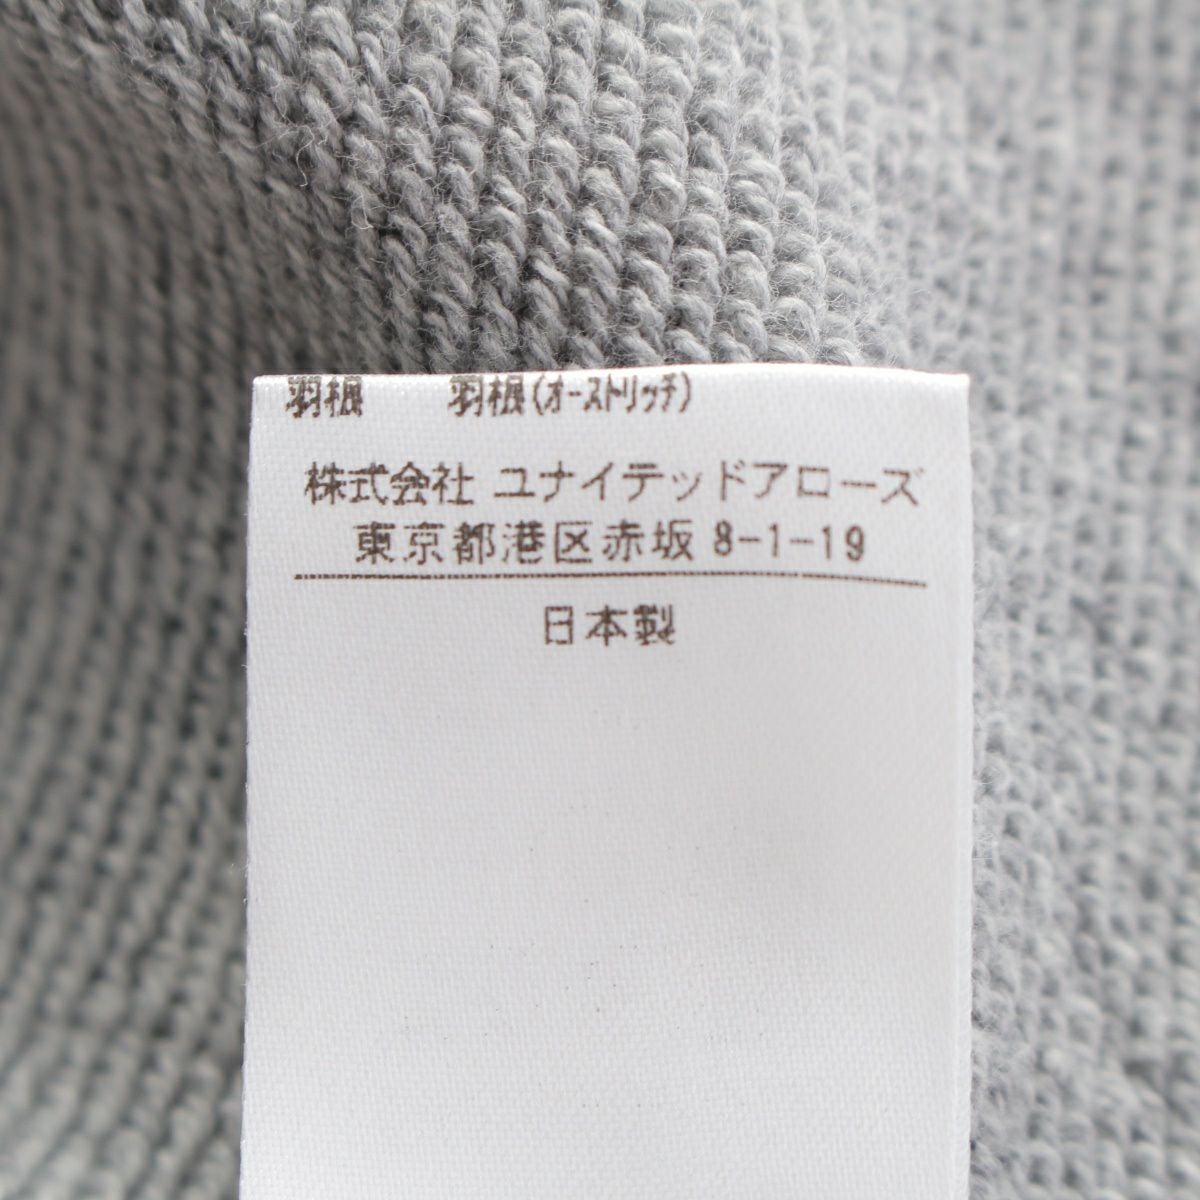 羽根 羽根(オーストリッチ)
株式会社 ユナイテッドアローズ
東京都港区赤坂 8-1-19
日本製